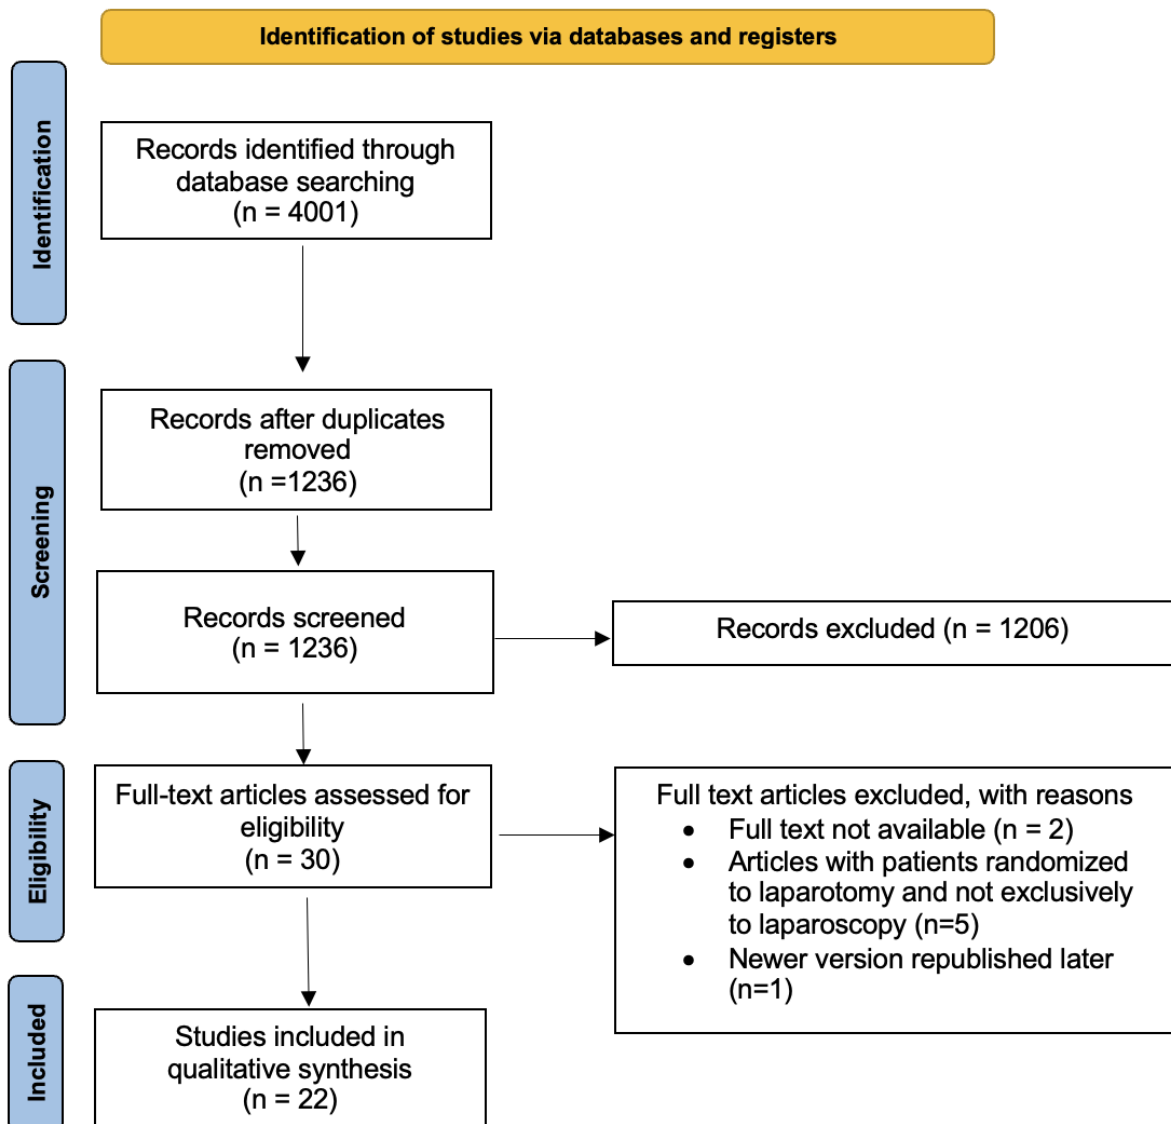 Identification of studies via databases and registers
Identification
Records identified through
database searching
(n = 4001)
Screening
Records after duplicates
removed
(n =1236)
Records screened
(n = 1236)
Records excluded (n = 1206)
Eligibility
Full-text articles assessed for
eligibility
(n = 30)
Full text articles excluded, with reasons
• Full text not available (n = 2)
• Articles with patients randomized
to laparotomy and not exclusively
to laparoscopy (n=5)
• Newer version republished later
(n=1)
Included
Studies included in
qualitative synthesis
(n = 22)